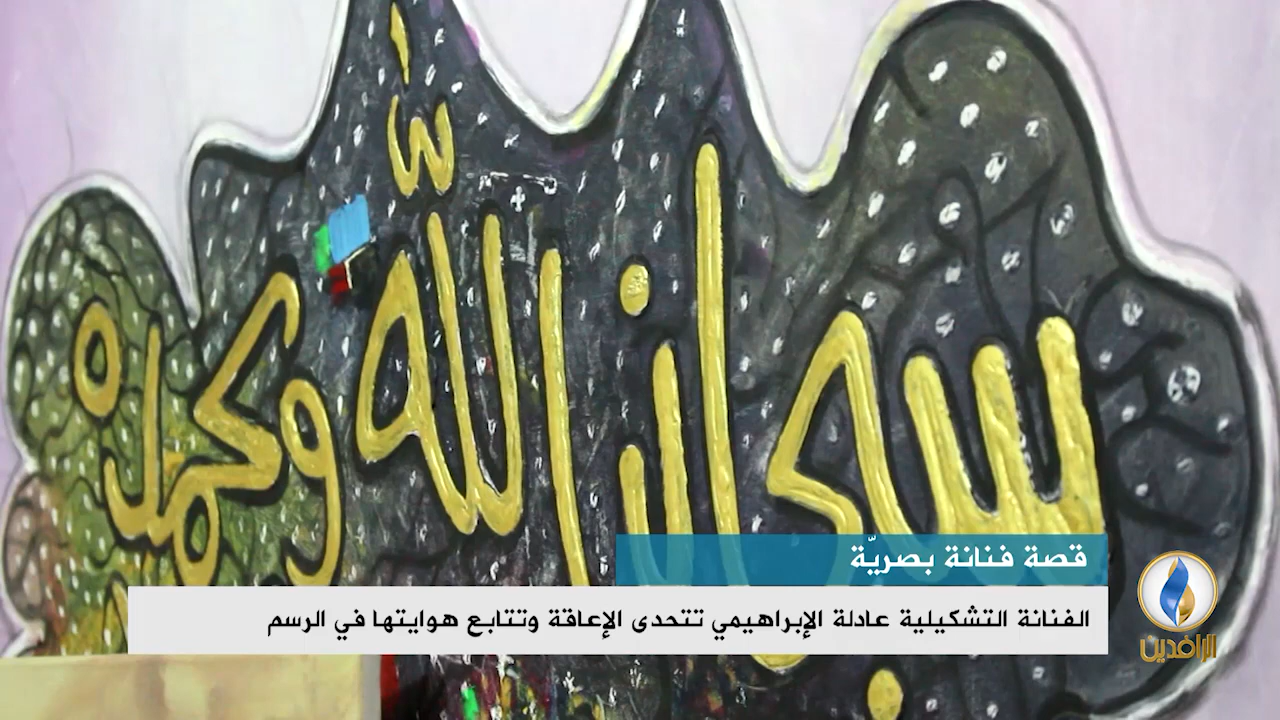 سبحان الله وبحمده
قصة فنانة بصريّة
الفنانة التشكيلية عادلة الإبراهيمي تتحدى الإعاقة وتتابع هوايتها في الرسم
الرافدين